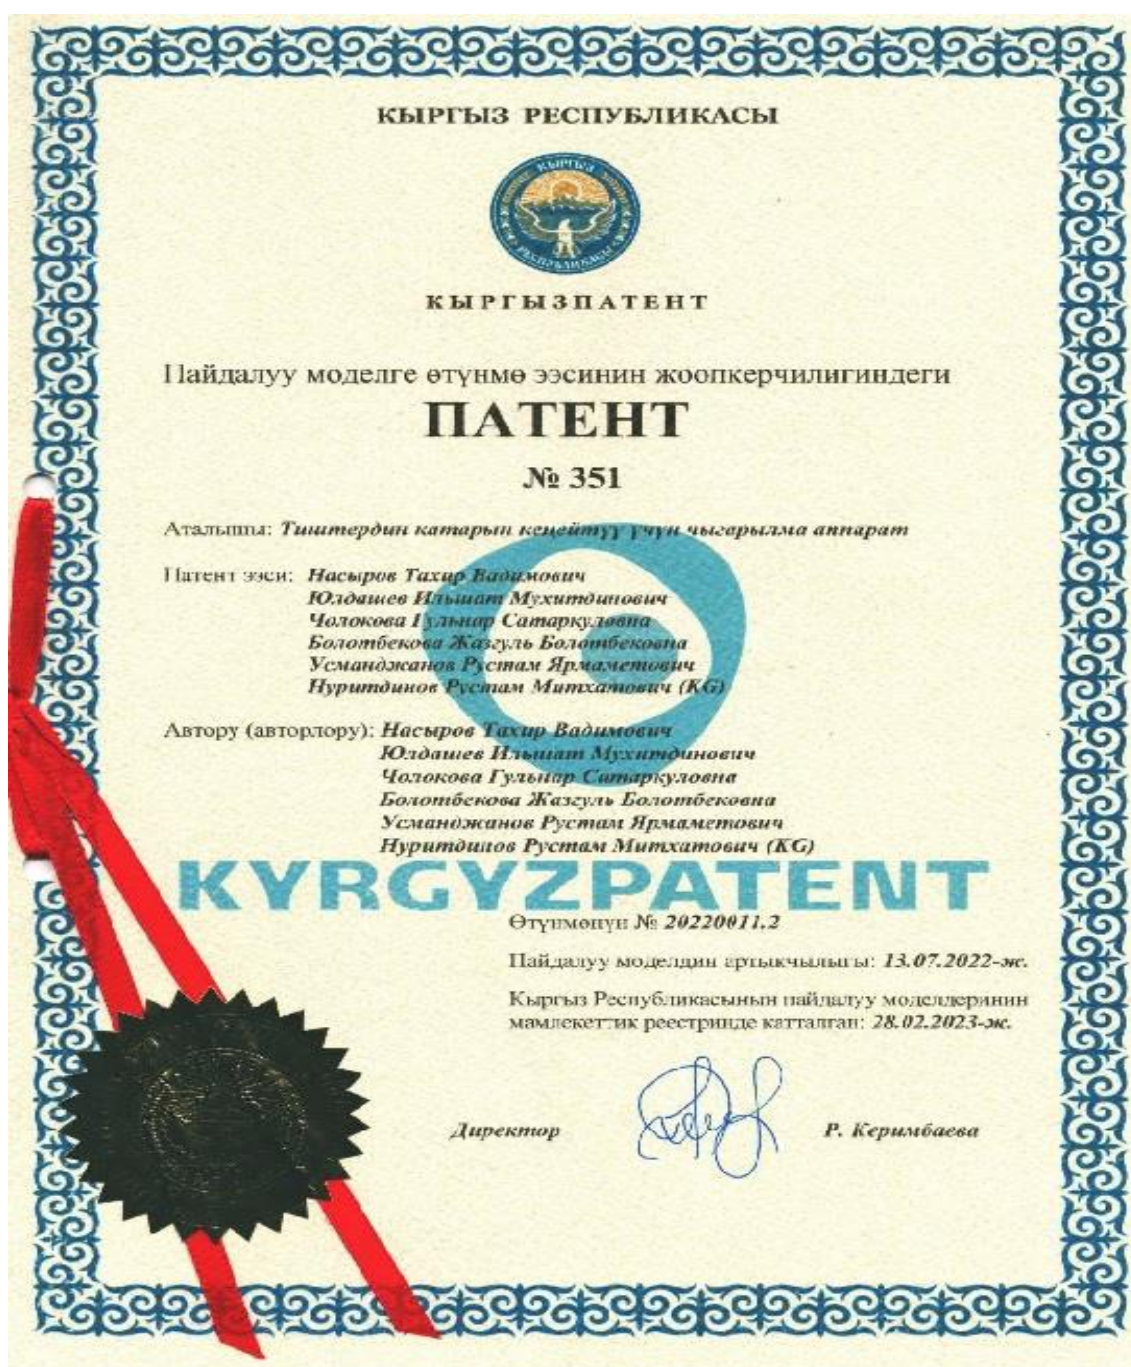 КЫРГЫЗ РЕСПУБЛИКАСЫ
КЫРГЫЗ
РЕСПУБЛИКАСЫ
КЫРГЫЗПАТЕНТ
Пайдалуу моделге өтүнмө ээсинин жоопкерчилигиндеги
ПАТЕНТ
№ 351
Аталышы: Тиштердин катарын кеңейтүү үчүн чыгарылма аппарат
Патент ээси: Насыров Тахир Вадимович
Юлдашев Ильшат Мухитдинович
Чолокова Гульнар Сатаркуловна
Болотбекова Жазгуль Болотбековна
Усманджанов Рустам Ярмаметович
Нуритдинов Рустам Митхатович (KG)
Автору (авторлору): Насыров Тахир Вадимович
Юлдашев Ильшат Мухитдинович
Чолокова Гульнар Сатаркуловна
Болотбекова Жазгуль Болотбековна
Усманджанов Рустам Ярмаметович
Нуритдинов Рустам Митхатович (KG)
KYRGYZPATENT
Өтүнмөнүн № 20220011.2
Пайдалуу моделдин артыкчылыгы: 13.07.2022-ж.
Кыргыз Республикасынын пайдалуу моделдеринин
мамлекеттик реестринде катталган: 28.02.2023-ж.
Директор Р. Керимбаева